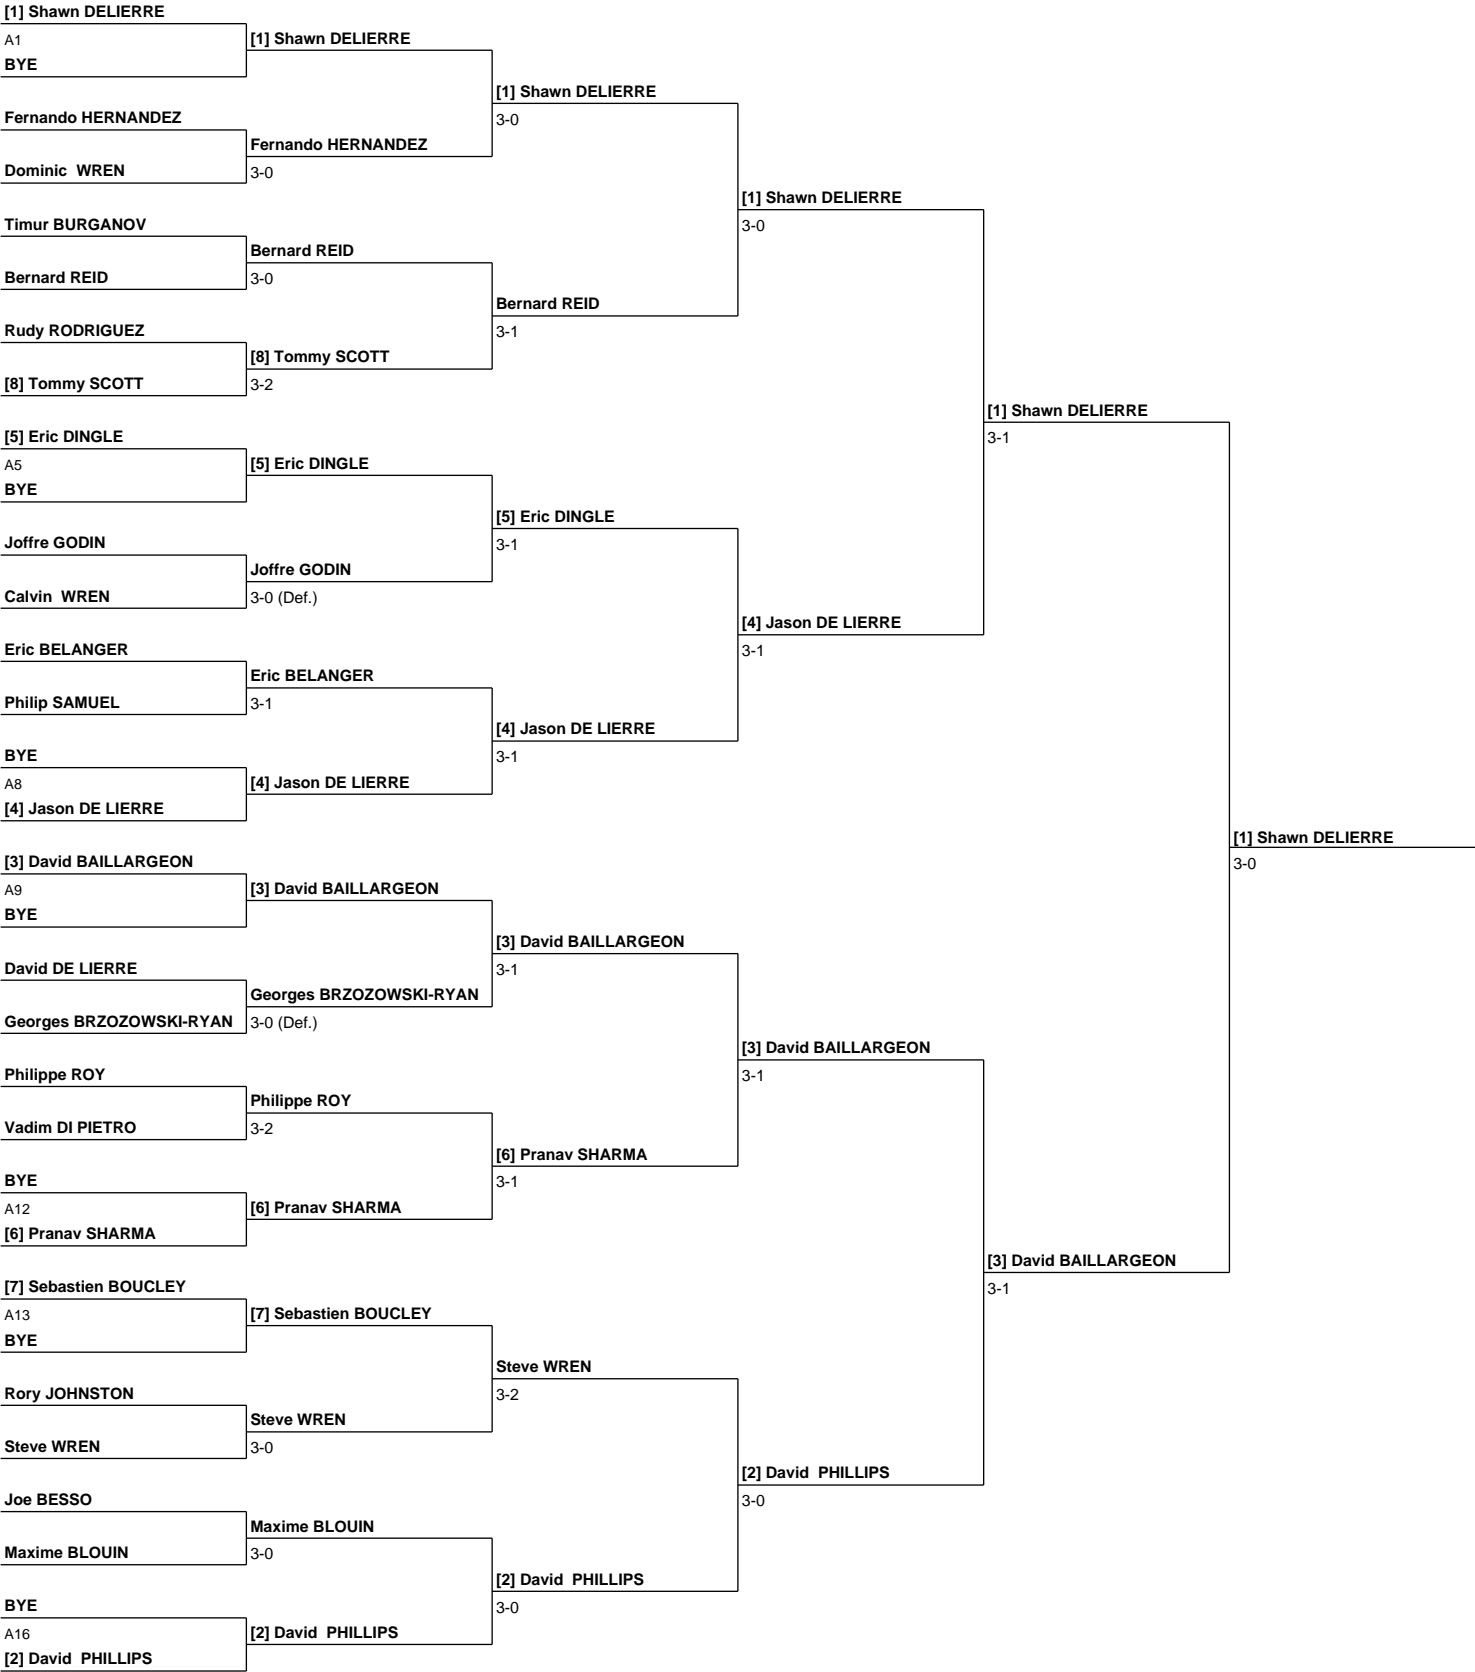 [1] Shawn DELIERRE
A1
BYE
Fernando HERNANDEZ
Dominic  WREN
Timur BURGANOV
Bernard REID
Rudy RODRIGUEZ
[8] Tommy SCOTT
[5] Eric DINGLE
A5
BYE
Joffre GODIN
Calvin  WREN
Eric BELANGER
Philip SAMUEL
BYE
A8
[4] Jason DE LIERRE
[3] David BAILLARGEON
A9
BYE
David DE LIERRE
Georges BRZOZOWSKI-RYAN
Philippe ROY
Vadim DI PIETRO
BYE
A12
[6] Pranav SHARMA
[7] Sebastien BOUCLEY
A13
BYE
Rory JOHNSTON
Steve WREN
Joe BESSO
Maxime BLOUIN
BYE
A16
[2] David  PHILLIPS
[1] Shawn DELIERRE
Fernando HERNANDEZ
3-0
Bernard REID
3-0
[8] Tommy SCOTT
3-2
[5] Eric DINGLE
Joffre GODIN
3-0 (Def.)
Eric BELANGER
3-1
[4] Jason DE LIERRE
[3] David BAILLARGEON
Georges BRZOZOWSKI-RYAN
3-0 (Def.)
Philippe ROY
3-2
[6] Pranav SHARMA
[7] Sebastien BOUCLEY
Steve WREN
3-0
Maxime BLOUIN
3-0
[2] David  PHILLIPS
[1] Shawn DELIERRE
3-0
Bernard REID
3-1
[5] Eric DINGLE
3-1
[4] Jason DE LIERRE
3-1
[3] David BAILLARGEON
3-1
[6] Pranav SHARMA
3-1
Steve WREN
3-2
[2] David  PHILLIPS
3-0
[1] Shawn DELIERRE
3-0
[4] Jason DE LIERRE
3-1
[3] David BAILLARGEON
3-1
[2] David  PHILLIPS
3-0
[1] Shawn DELIERRE
3-1
[3] David BAILLARGEON
3-1
[1] Shawn DELIERRE
3-0